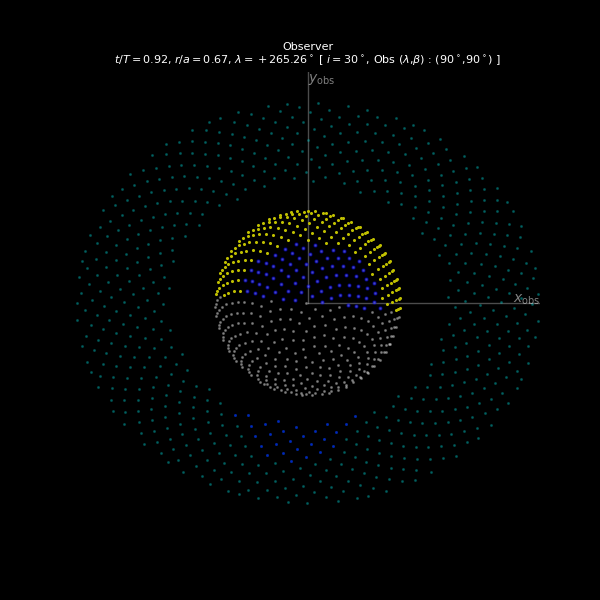 Observer
t/T = 0.92, r/a = 0.67, λ = +265.26° [ i = 30°, Obs (λ,β) : (90°,90°) ]
y_obs
x_obs